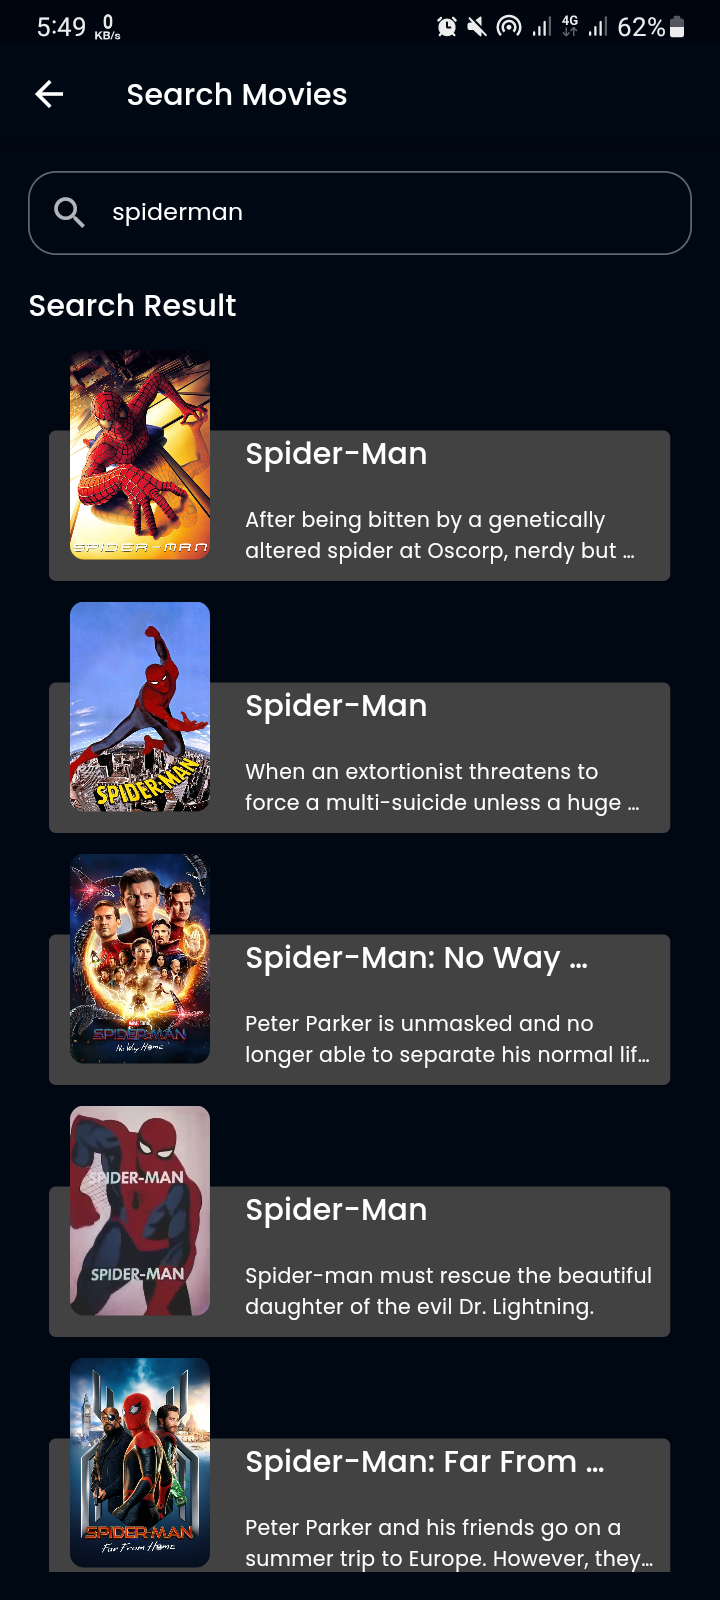 5:49 0 KB/s 4G 62%
Search Movies
spiderman
Search Result
SPIDER-MAN
Spider-Man
After being bitten by a genetically
altered spider at Oscorp, nerdy but ...
SPIDER-MAN
Spider-Man
When an extortionist threatens to
force a multi-suicide unless a huge ...
SPIDER-MAN
No Way Home
Spider-Man: No Way ...
Peter Parker is unmasked and no
longer able to separate his normal lif...
SPIDER-MAN
SPIDER-MAN
Spider-Man
Spider-man must rescue the beautiful
daughter of the evil Dr. Lightning.
SPIDER-MAN
Far From Home
Spider-Man: Far From ...
Peter Parker and his friends go on a
summer trip to Europe. However, they...